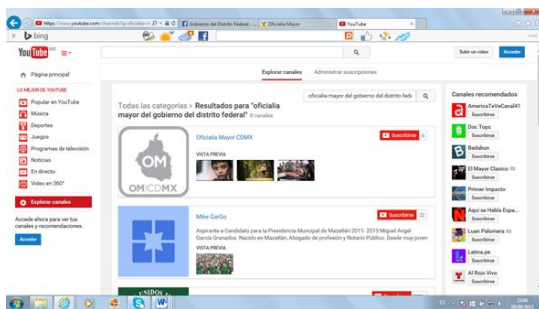 https://www.youtube.com/channels?q=oficialia+
Gobierno del Distrito Federal - ...
Oficialia Mayor
YouTube
bing
YouTube
Subir un video
Acceder
Explorar canales
Administrar suscripciones
Página principal
LO MEJOR DE YOUTUBE
Popular en YouTube
Música
Deportes
Juegos
Programas de televisión
Noticias
En directo
Video en 360°
Explorar canales
Accede ahora para ver tus
canales y recomendaciones.
Acceder
oficialia mayor del gobierno del distrito fede
Todas las categorías › Resultados para "oficialia
mayor del gobierno del distrito federal" 8 canales
OM
OM|CDMX
Oficialía Mayor CDMX
Suscribirse 8
VISTA PREVIA
Mike GarGo
Suscribirse 23
Aspirante a Candidato para la Presidencia Municipal de Mazatlán 2011- 2013 Miguel Angel
García Granados. Nacido en Mazatlán, Abogado de profesión y Notario Público. Desde muy joven
VISTA PREVIA
UNIDOS
Canales recomendados
AmericaTeVeCanal41
Suscribirse
Doc Tops
Suscribirse
Badabun
Suscribirse
El Mayor Clasico
Suscribirse
Primer Impacto
Suscribirse
Aquí se Habla Espa...
Suscribirse
Luan Palomera
Suscribirse
Latina.pe
Suscribirse
Al Rojo Vivo
Suscribirse